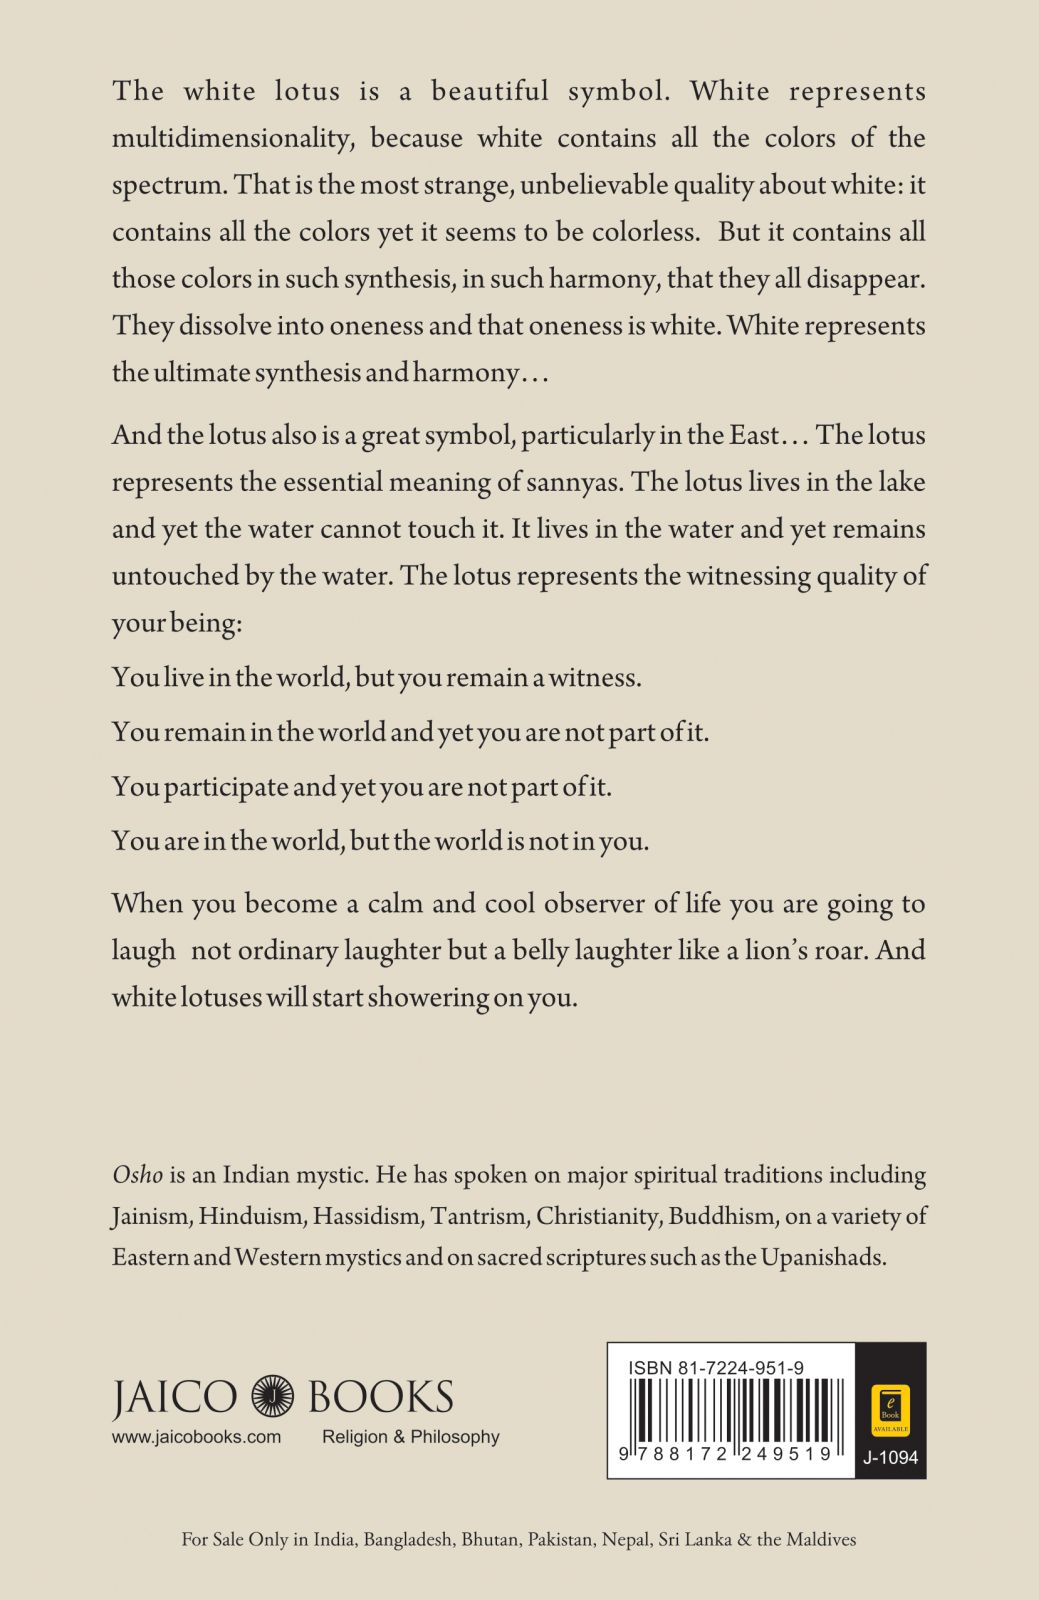 The white lotus is a beautiful symbol. White represents
multidimensionality, because white contains all the colors of the
spectrum. That is the most strange, unbelievable quality about white: it
contains all the colors yet it seems to be colorless. But it contains all
those colors in such synthesis, in such harmony, that they all disappear.
They dissolve into oneness and that oneness is white. White represents
the ultimate synthesis and harmony…
And the lotus also is a great symbol, particularly in the East… The lotus
represents the essential meaning of sannyas. The lotus lives in the lake
and yet the water cannot touch it. It lives in the water and yet remains
untouched by the water. The lotus represents the witnessing quality of
your being:
You live in the world, but you remain a witness.
You remain in the world and yet you are not part of it.
You participate and yet you are not part of it.
You are in the world, but the world is not in you.
When you become a calm and cool observer of life you are going to
laugh not ordinary laughter but a belly laughter like a lion’s roar. And
white lotuses will start showering on you.
Osho is an Indian mystic. He has spoken on major spiritual traditions including
Jainism, Hinduism, Hassidism, Tantrism, Christianity, Buddhism, on a variety of
Eastern and Western mystics and on sacred scriptures such as the Upanishads.
JAICO J BOOKS
www.jaicobooks.com Religion & Philosophy
ISBN 81-7224-951-9
9 788172 249519
e
Book
AVAILABLE
J-1094
For Sale Only in India, Bangladesh, Bhutan, Pakistan, Nepal, Sri Lanka & the Maldives